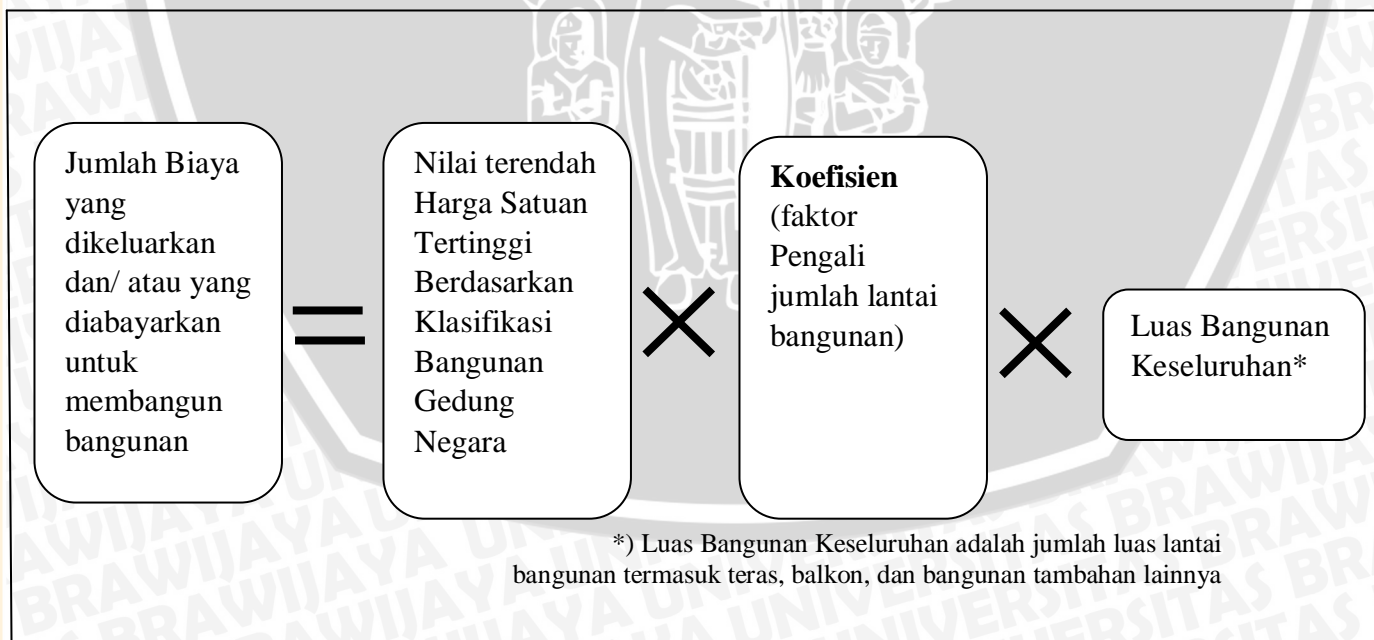 Jumlah Biaya
yang
dikeluarkan
dan/ atau yang
diabayarkan
untuk
membangun
bangunan
=
Nilai terendah
Harga Satuan
Tertinggi
Berdasarkan
Klasifikasi
Bangunan
Gedung
Negara
×
Koefisien
(faktor
Pengali
jumlah lantai
bangunan)
×
Luas Bangunan
Keseluruhan*
*) Luas Bangunan Keseluruhan adalah jumlah luas lantai
bangunan termasuk teras, balkon, dan bangunan tambahan lainnya